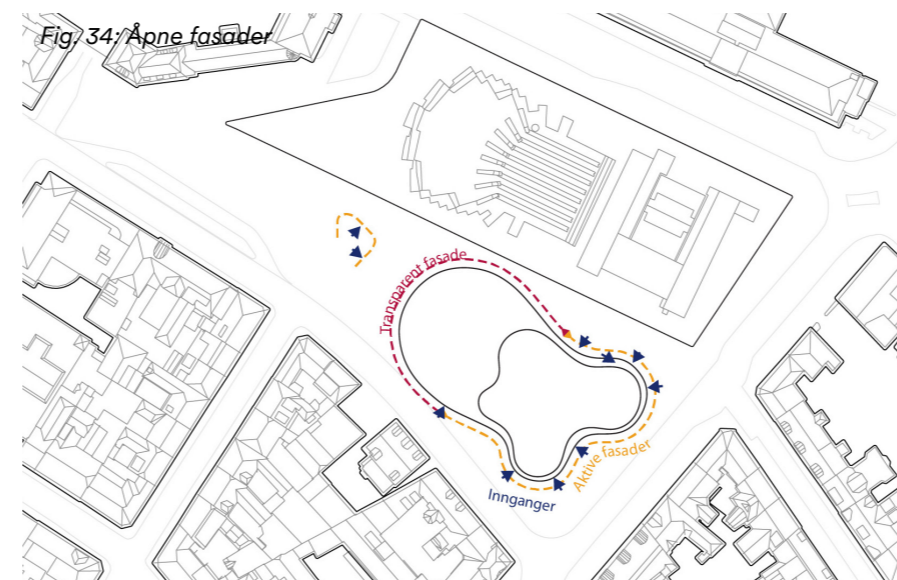 Fig. 34: Åpne fasader
Transparent fasade
Aktive fasader
Innganger